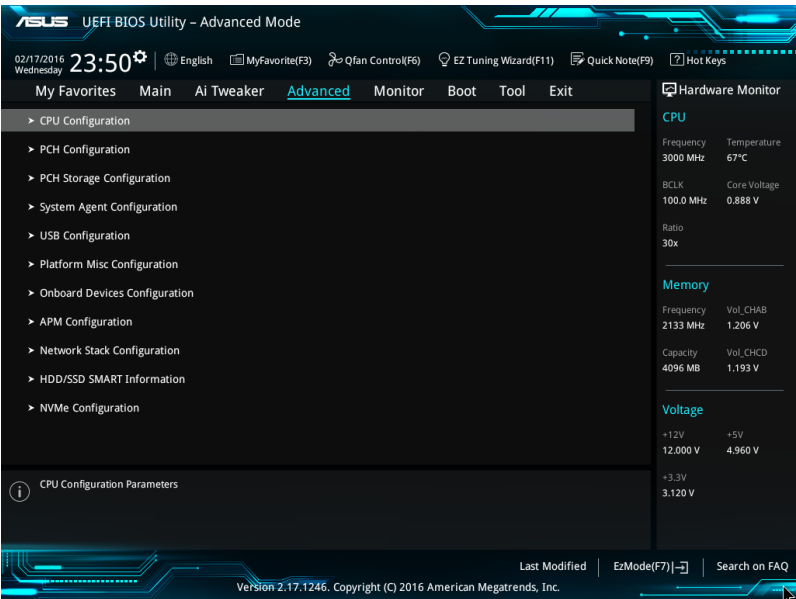 ASUS UEFI BIOS Utility – Advanced Mode
02/17/2016
Wednesday
23:50
English
MyFavorite(F3)
Qfan Control(F6)
EZ Tuning Wizard(F11)
Quick Note(F9)
? Hot Keys
My Favorites Main Ai Tweaker Advanced Monitor Boot Tool Exit
> CPU Configuration
> PCH Configuration
> PCH Storage Configuration
> System Agent Configuration
> USB Configuration
> Platform Misc Configuration
> Onboard Devices Configuration
> APM Configuration
> Network Stack Configuration
> HDD/SSD SMART Information
> NVMe Configuration
i CPU Configuration Parameters
Hardware Monitor
CPU
Frequency Temperature
3000 MHz 67°C
BCLK Core Voltage
100.0 MHz 0.888 V
Ratio
30x
Memory
Frequency Vol_CHAB
2133 MHz 1.206 V
Capacity Vol_CHCD
4096 MB 1.193 V
Voltage
+12V +5V
12.000 V 4.960 V
+3.3V
3.120 V
Last Modified
EzMode(F7)
Search on FAQ
Version 2.17.1246. Copyright (C) 2016 American Megatrends, Inc.